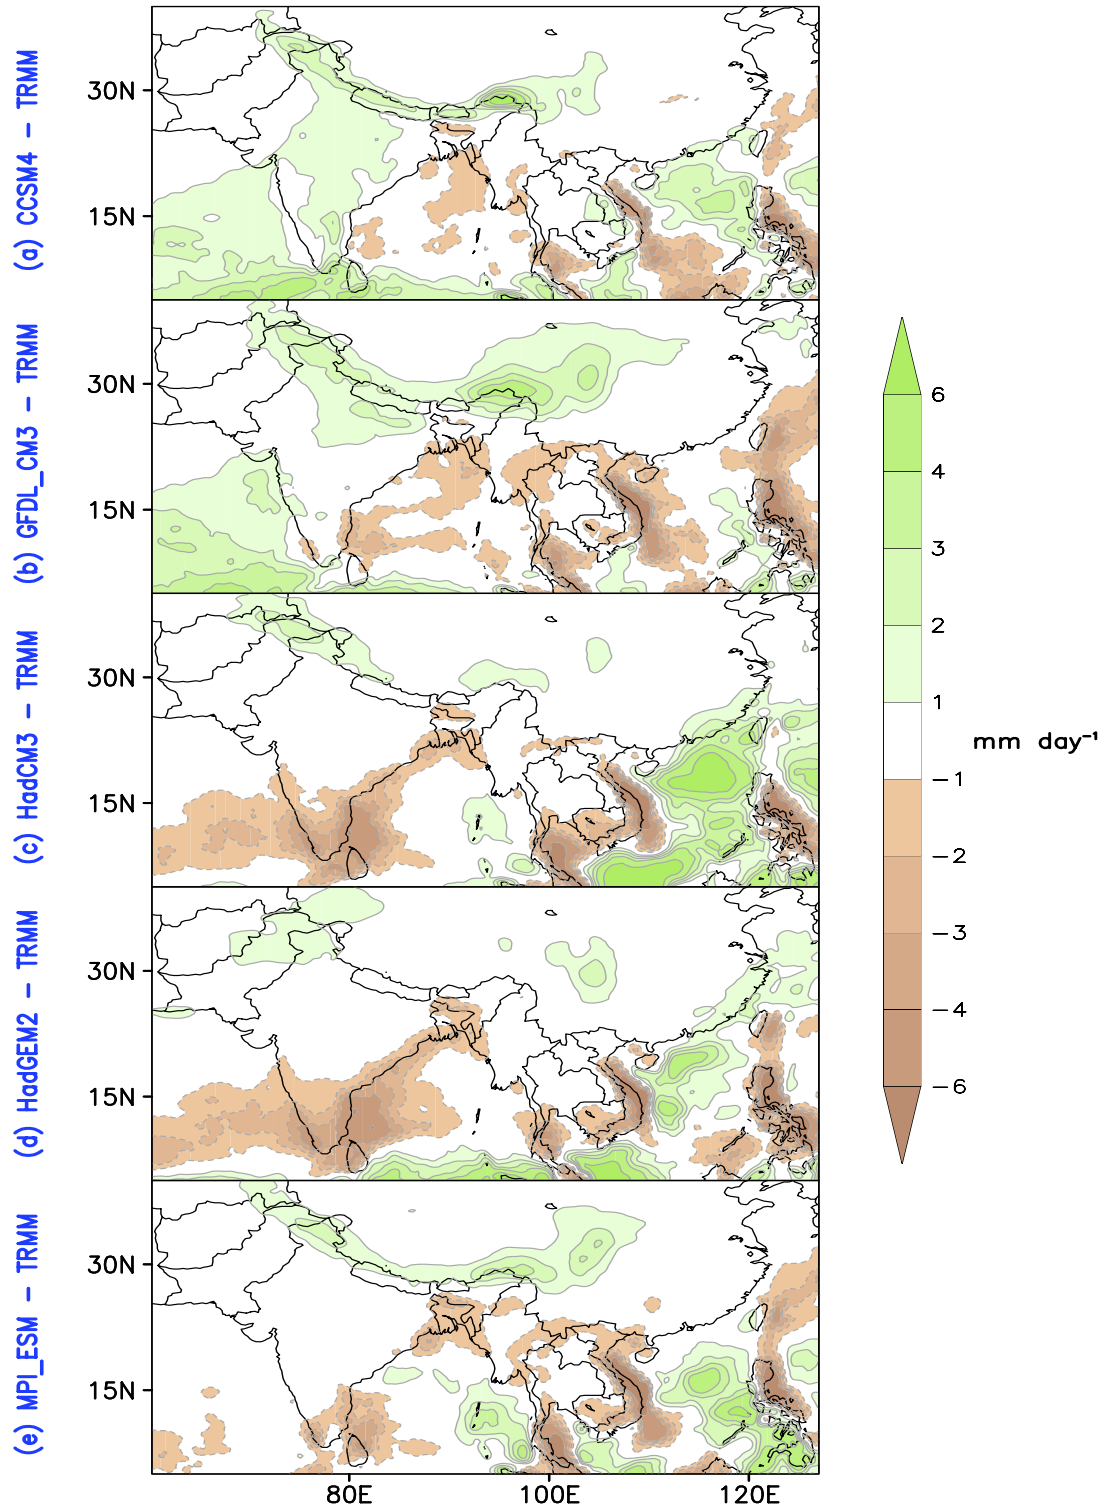 (a) CCSM4 – TRMM
30N
15N
(b) GFDL_CM3 – TRMM
30N
15N
(c) HadCM3 – TRMM
30N
15N
(d) HadGEM2 – TRMM
30N
15N
(e) MPI_ESM – TRMM
30N
15N
80E 100E 120E
6
4
3
2
1
mm day⁻¹
−1
−2
−3
−4
−6